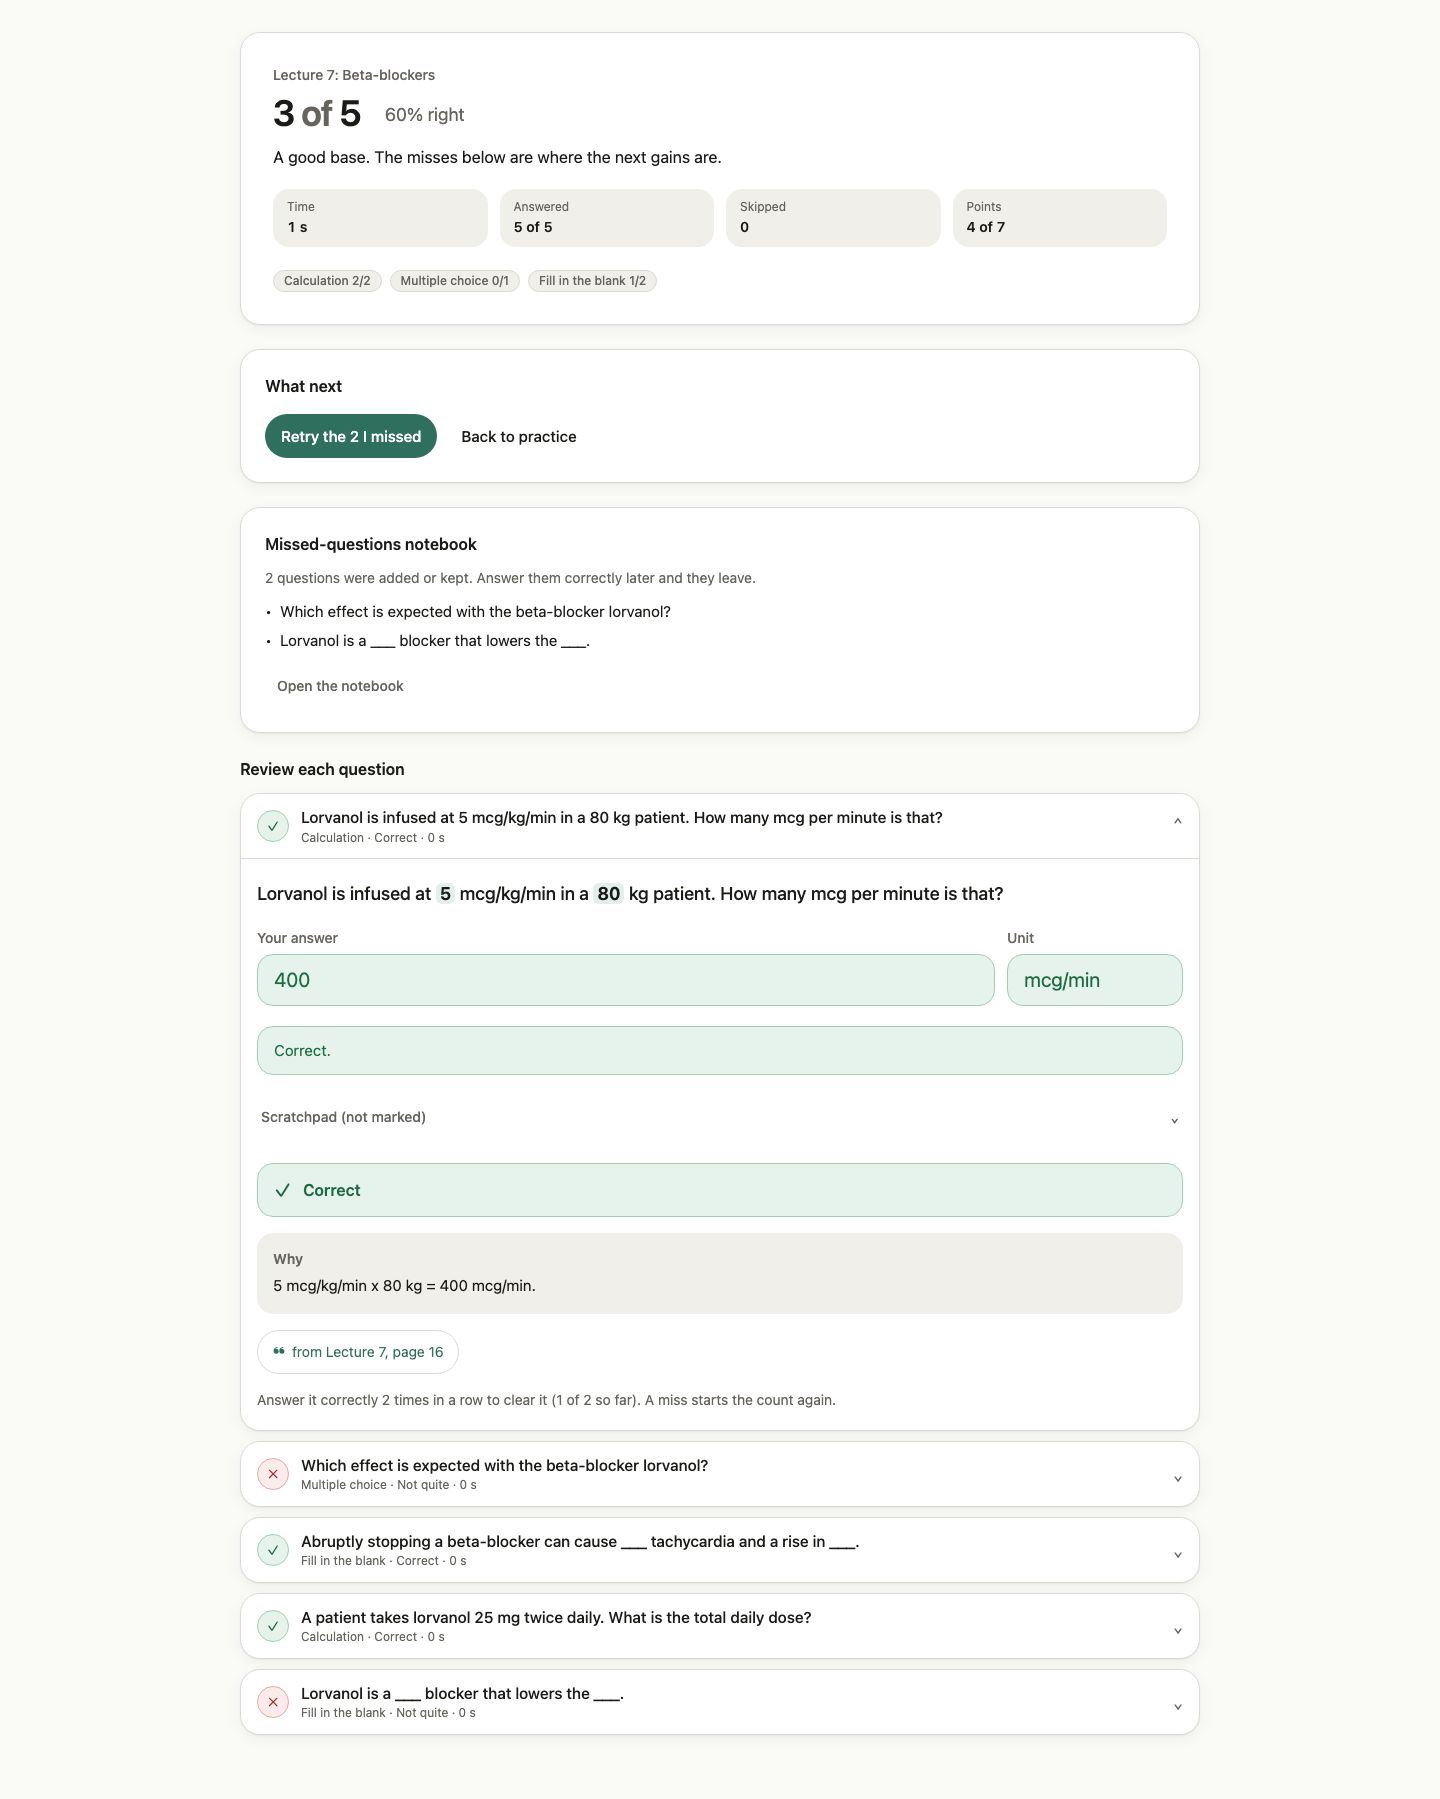 Lecture 7: Beta-blockers
3 of 5 60% right
A good base. The misses below are where the next gains are.
Time
1 s
Answered
5 of 5
Skipped
0
Points
4 of 7
Calculation 2/2
Multiple choice 0/1
Fill in the blank 1/2
What next
Retry the 2 I missed
Back to practice
Missed-questions notebook
2 questions were added or kept. Answer them correctly later and they leave.
• Which effect is expected with the beta-blocker lorvanol?
• Lorvanol is a ___ blocker that lowers the ___.
Open the notebook
Review each question
Lorvanol is infused at 5 mcg/kg/min in a 80 kg patient. How many mcg per minute is that?
Calculation · Correct · 0 s
Lorvanol is infused at 5 mcg/kg/min in a 80 kg patient. How many mcg per minute is that?
Your answer
400
Unit
mcg/min
Correct.
Scratchpad (not marked)
Correct
Why
5 mcg/kg/min x 80 kg = 400 mcg/min.
❝ from Lecture 7, page 16
Answer it correctly 2 times in a row to clear it (1 of 2 so far). A miss starts the count again.
Which effect is expected with the beta-blocker lorvanol?
Multiple choice · Not quite · 0 s
Abruptly stopping a beta-blocker can cause ___ tachycardia and a rise in ___.
Fill in the blank · Correct · 0 s
A patient takes lorvanol 25 mg twice daily. What is the total daily dose?
Calculation · Correct · 0 s
Lorvanol is a ___ blocker that lowers the ___.
Fill in the blank · Not quite · 0 s